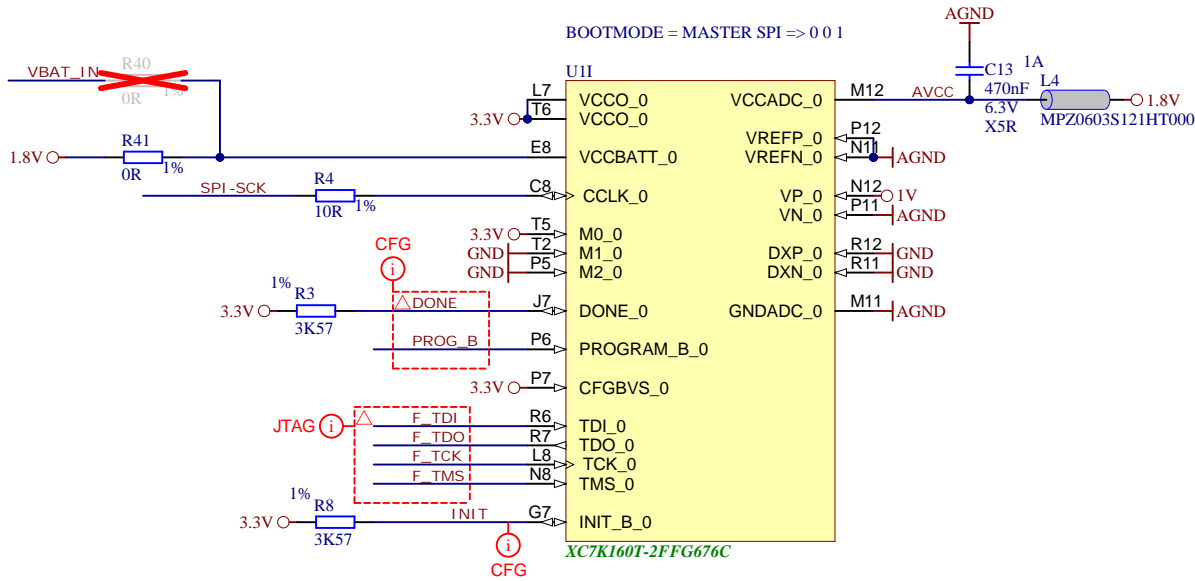 AGND
BOOTMODE = MASTER SPI => 0 0 1
VBAT_IN
R40
0R
1%
R41
1.8V
0R
1%
SPI-SCK
R4
10R
1%
CFG
i
DONE
PROG_B
1%
R3
3.3V
3K57
JTAG
i
F_TDI
F_TDO
F_TCK
F_TMS
1%
R8
3.3V
3K57
INIT
i
CFG
U1I
3.3V
L7 VCCO_0
T6 VCCO_0
E8 VCCBATT_0
C8 CCLK_0
3.3V T5 M0_0
GND T2 M1_0
GND P5 M2_0
J7 DONE_0
P6 PROGRAM_B_0
3.3V P7 CFGBVS_0
R6 TDI_0
R7 TDO_0
L8 TCK_0
N8 TMS_0
G7 INIT_B_0
VCCADC_0 M12 AVCC
VREFP_0 P12
VREFN_0 N11 AGND
VP_0 N12 1V
VN_0 P11 AGND
DXP_0 R12 GND
DXN_0 R11 GND
GNDADC_0 M11 AGND
XC7K160T-2FFG676C
C13
470nF
6.3V
X5R
1A
L4
1.8V
MPZ0603S121HT000